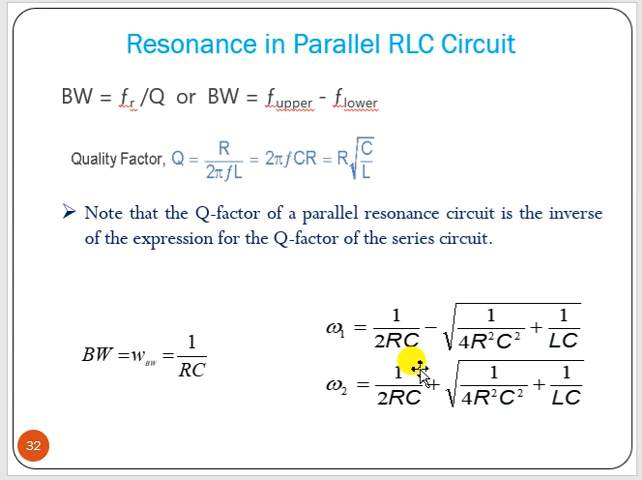 Resonance in Parallel RLC Circuit
BW = fr /Q or BW = fupper - flower
Quality Factor, Q = R / 2πfL = 2πfCR = R√(C/L)
➢ Note that the Q-factor of a parallel resonance circuit is the inverse
of the expression for the Q-factor of the series circuit.
ω1 = 1/2RC − √(1/4R²C² + 1/LC)
BW = wBW = 1/RC
ω2 = 1/2RC + √(1/4R²C² + 1/LC)
32